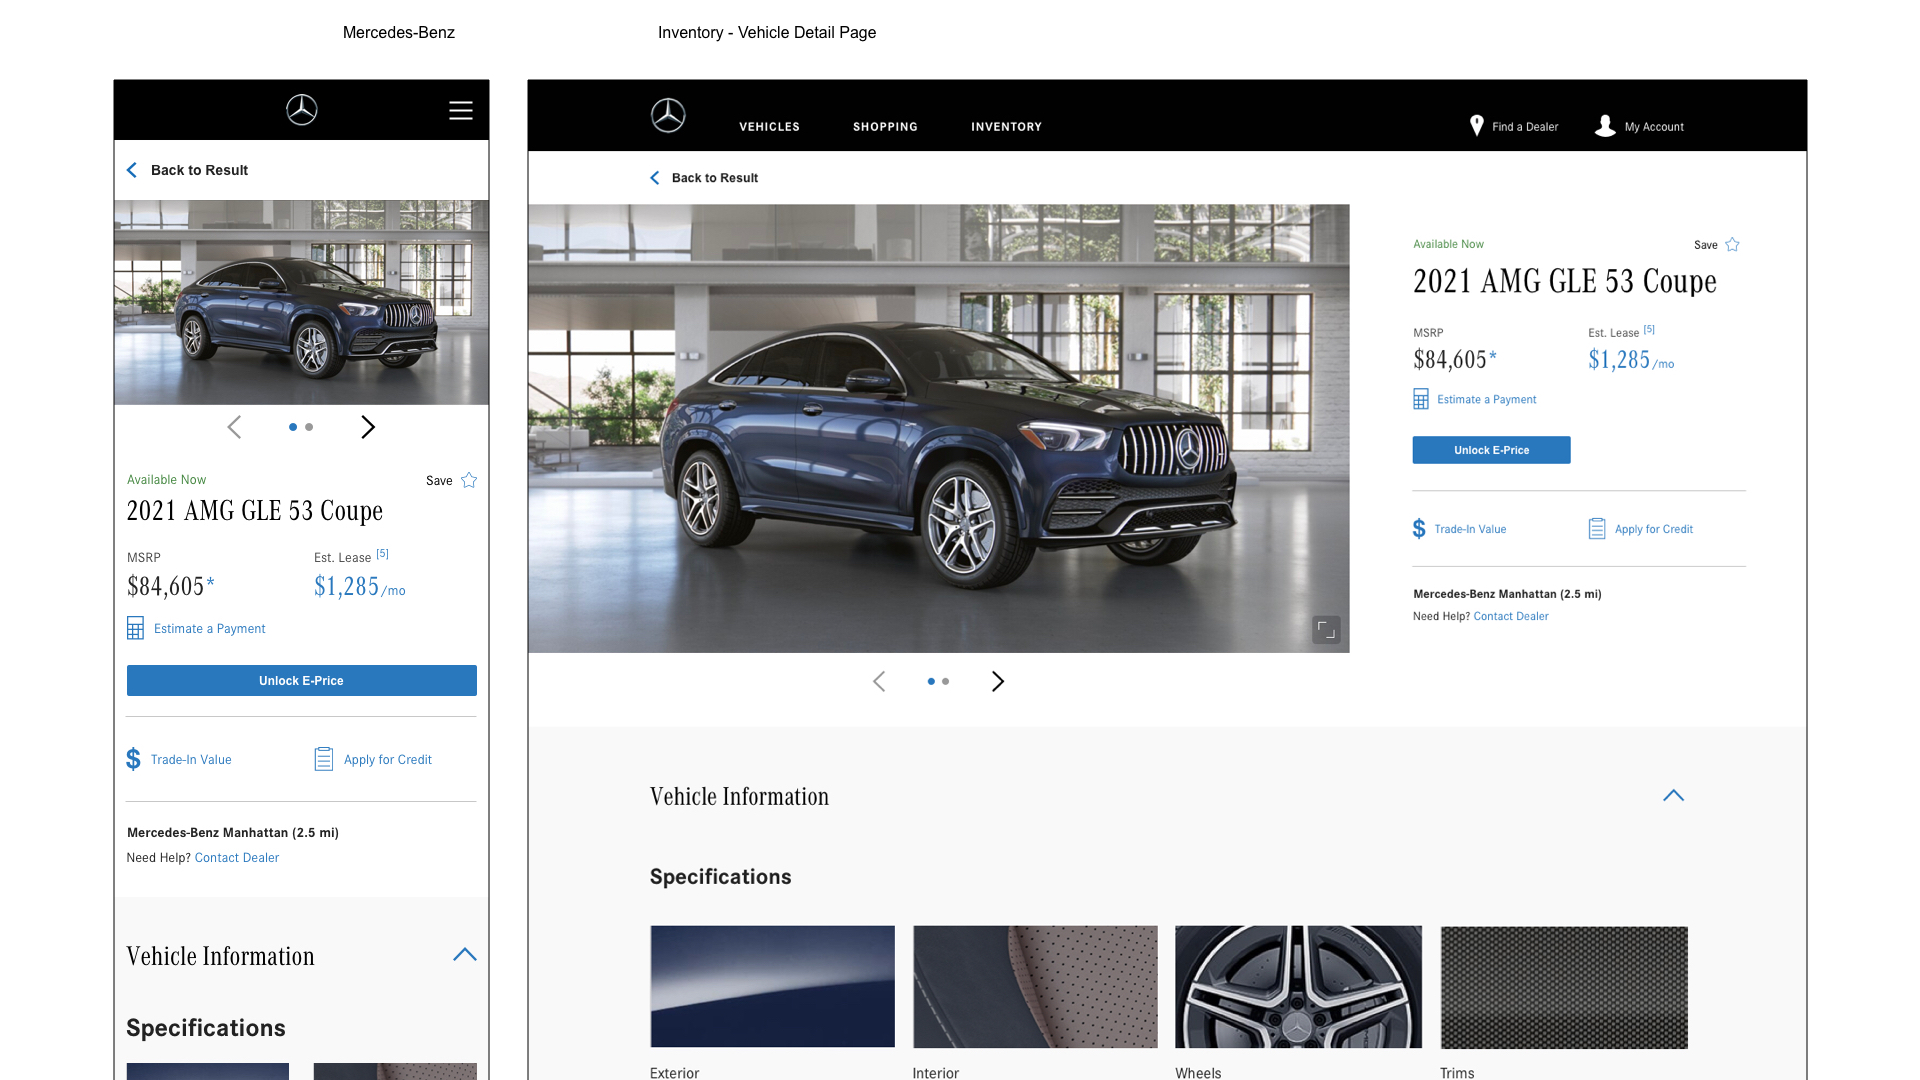 Mercedes-Benz
Inventory - Vehicle Detail Page
Back to Result
Available Now
Save
2021 AMG GLE 53 Coupe
MSRP
Est. Lease [5]
$84,605*
$1,285/mo
Estimate a Payment
Unlock E-Price
Trade-In Value
Apply for Credit
Mercedes-Benz Manhattan (2.5 mi)
Need Help? Contact Dealer
Vehicle Information
Specifications
VEHICLES
SHOPPING
INVENTORY
Find a Dealer
My Account
Back to Result
Available Now
Save
2021 AMG GLE 53 Coupe
MSRP
Est. Lease [5]
$84,605*
$1,285/mo
Estimate a Payment
Unlock E-Price
Trade-In Value
Apply for Credit
Mercedes-Benz Manhattan (2.5 mi)
Need Help? Contact Dealer
Vehicle Information
Specifications
Exterior
Interior
Wheels
Trims